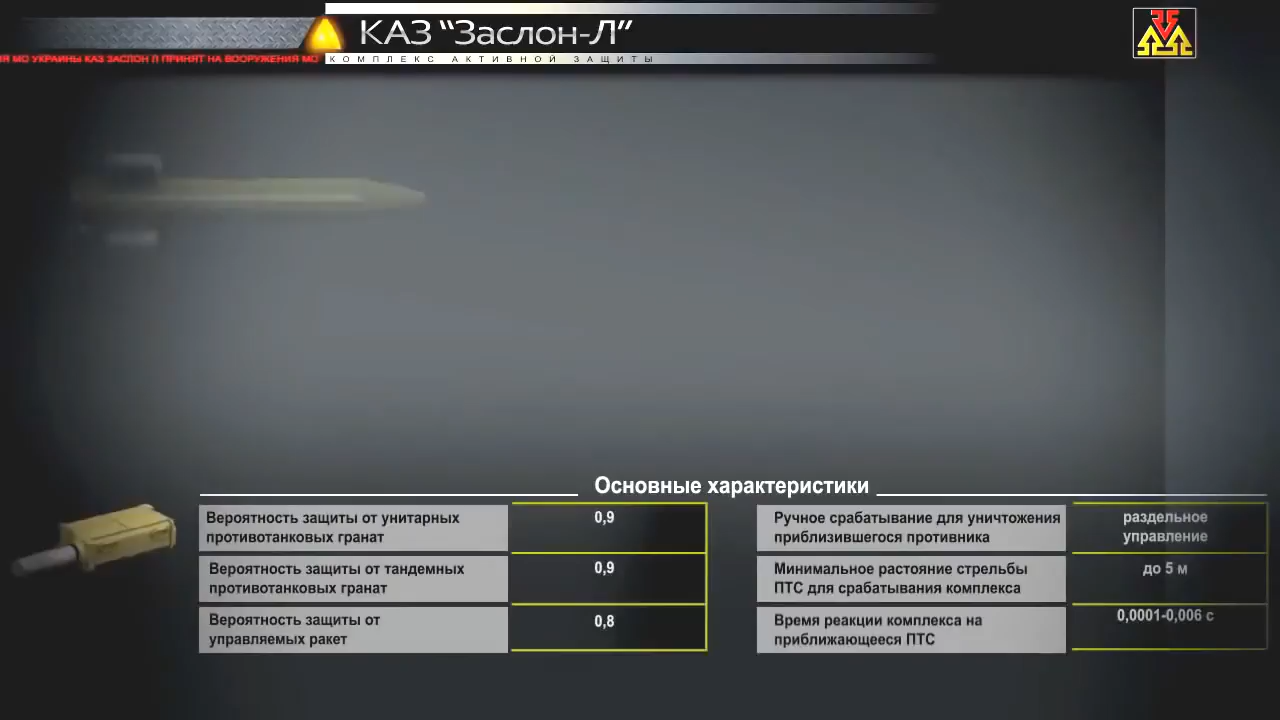 КАЗ “Заслон-Л”
ИЯ МО УКРАИНЫ КАЗ ЗАСЛОН Л ПРИНЯТ НА ВООРУЖЕНИЯ МО
КОМПЛЕКС АКТИВНОЙ ЗАЩИТЫ
Основные характеристики
Вероятность защиты от унитарных
противотанковых гранат
0,9
Вероятность защиты от тандемных
противотанковых гранат
0,9
Вероятность защиты от
управляемых ракет
0,8
Ручное срабатывание для уничтожения
приблизившегося противника
раздельное
управление
Минимальное растояние стрельбы
ПТС для срабатывания комплекса
до 5 м
Время реакции комплекса на
приближающееся ПТС
0,0001-0,006 с